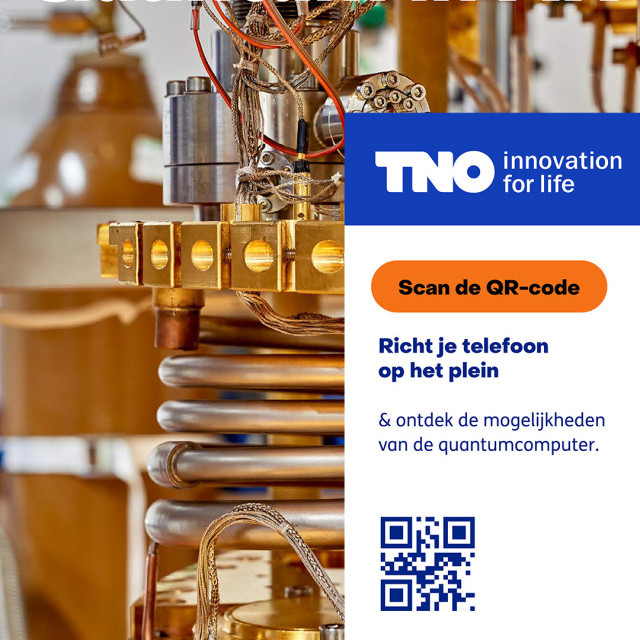 TNO innovation
for life
Scan de QR-code
Richt je telefoon
op het plein
& ontdek de mogelijkheden
van de quantumcomputer.